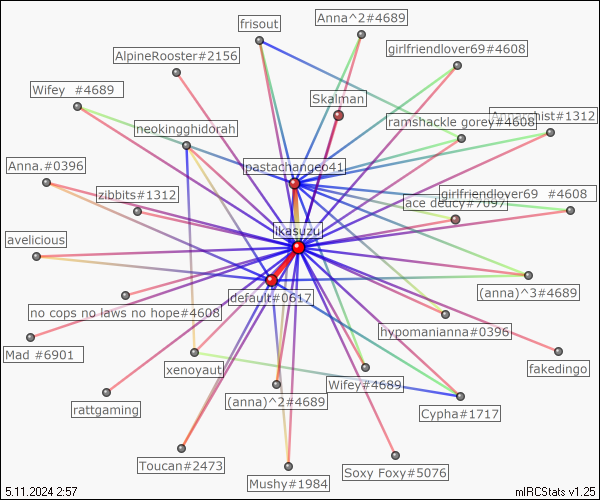 frisout
Anna^2#4689
girlfriendlover69#4608
AlpineRooster#2156
Wifey  #4689
Skalman
neokingghidorah
ramshackle gorey#4608
#1312
Anna.#0396
pastachangeo41
zibbits#1312
girlfriendlover69  #4608
ace deucy#7097
ikasuzu
avelicious
default#0617
(anna)^3#4689
no cops no laws no hope#4608
hypomanianna#0396
Mad #6901
xenoyaut
fakedingo
Wifey#4689
rattgaming
(anna)^2#4689
Cypha#1717
Toucan#2473
Soxy Foxy#5076
Mushy#1984
5.11.2024 2:57
mIRCStats v1.25